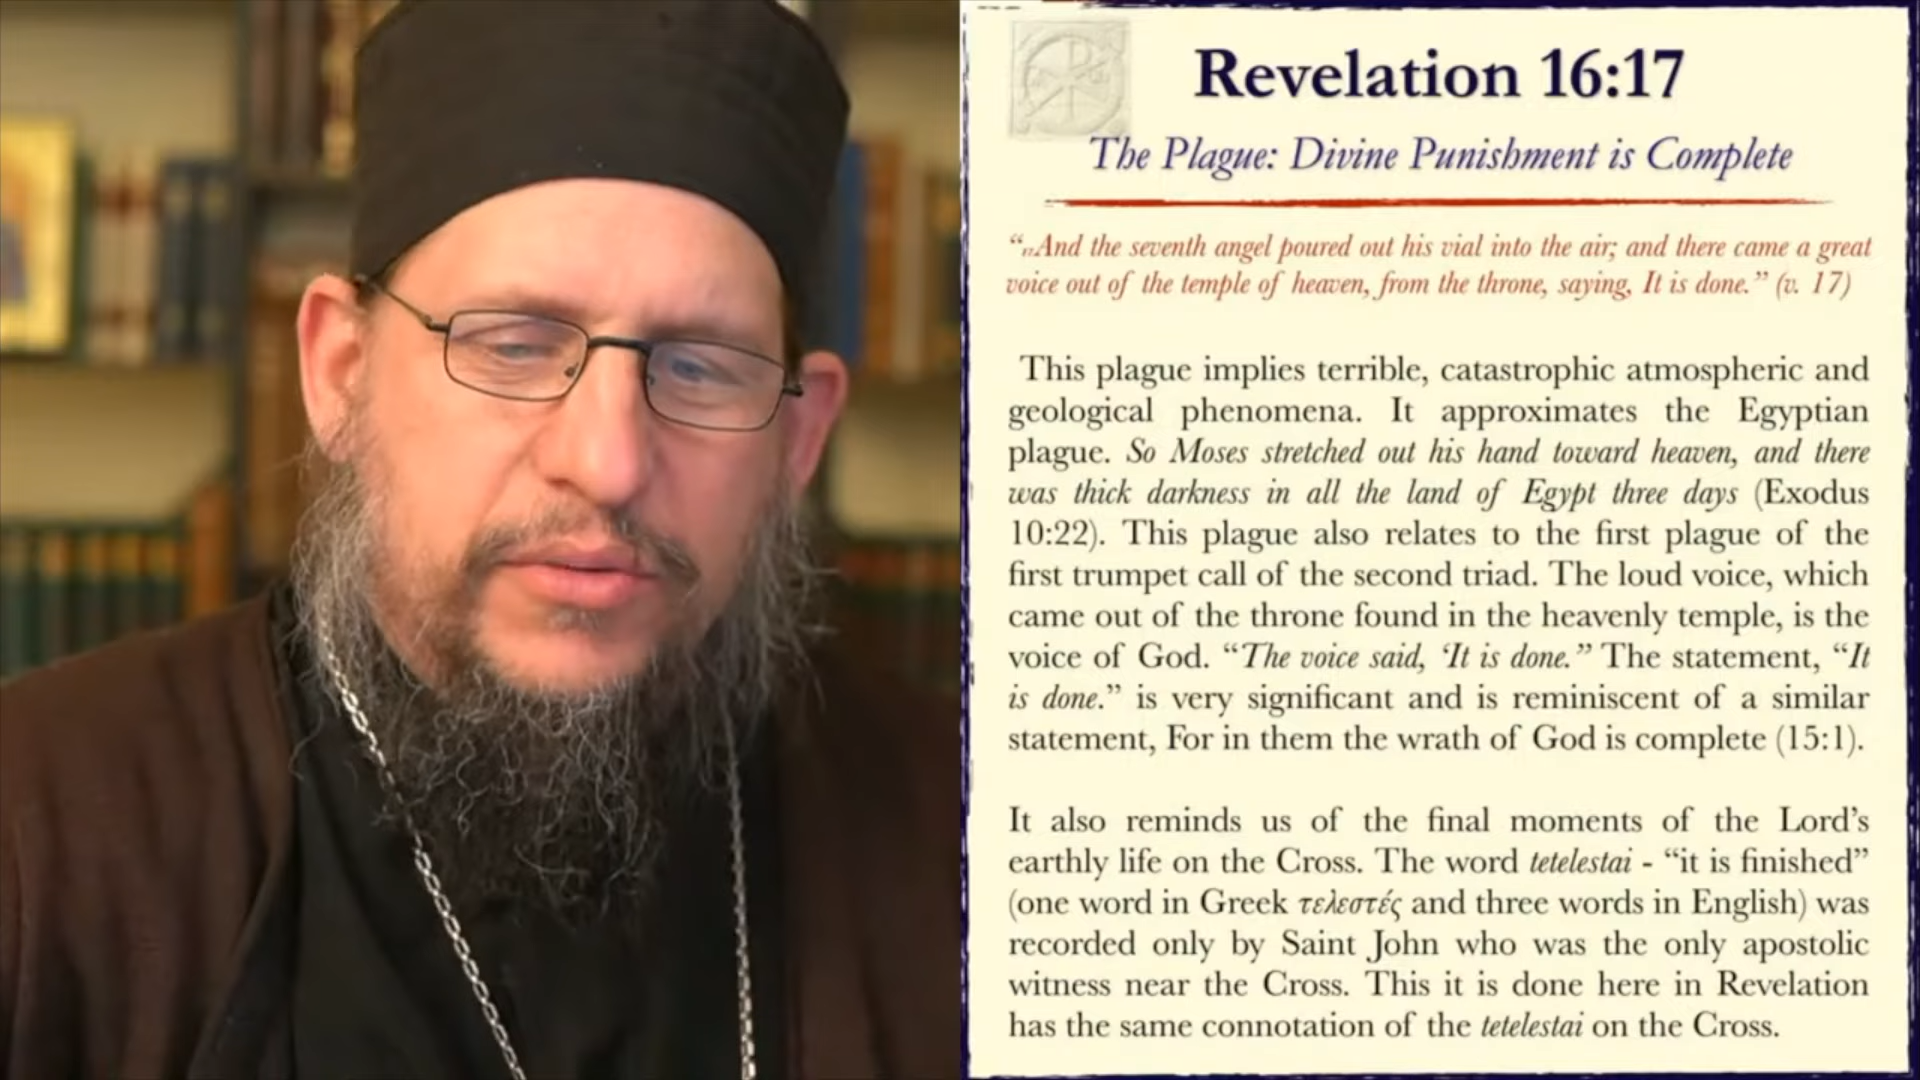 Revelation 16:17
The Plague: Divine Punishment is Complete
“„And the seventh angel poured out his vial into the air; and there came a great
voice out of the temple of heaven, from the throne, saying, It is done.” (v. 17)
This plague implies terrible, catastrophic atmospheric and
geological phenomena. It approximates the Egyptian
plague. So Moses stretched out his hand toward heaven, and there
was thick darkness in all the land of Egypt three days (Exodus
10:22). This plague also relates to the first plague of the
first trumpet call of the second triad. The loud voice, which
came out of the throne found in the heavenly temple, is the
voice of God. “The voice said, ‘It is done.” The statement, “It
is done.” is very significant and is reminiscent of a similar
statement, For in them the wrath of God is complete (15:1).
It also reminds us of the final moments of the Lord’s
earthly life on the Cross. The word tetelestai - “it is finished”
(one word in Greek τελεστές and three words in English) was
recorded only by Saint John who was the only apostolic
witness near the Cross. This it is done here in Revelation
has the same connotation of the tetelestai on the Cross.